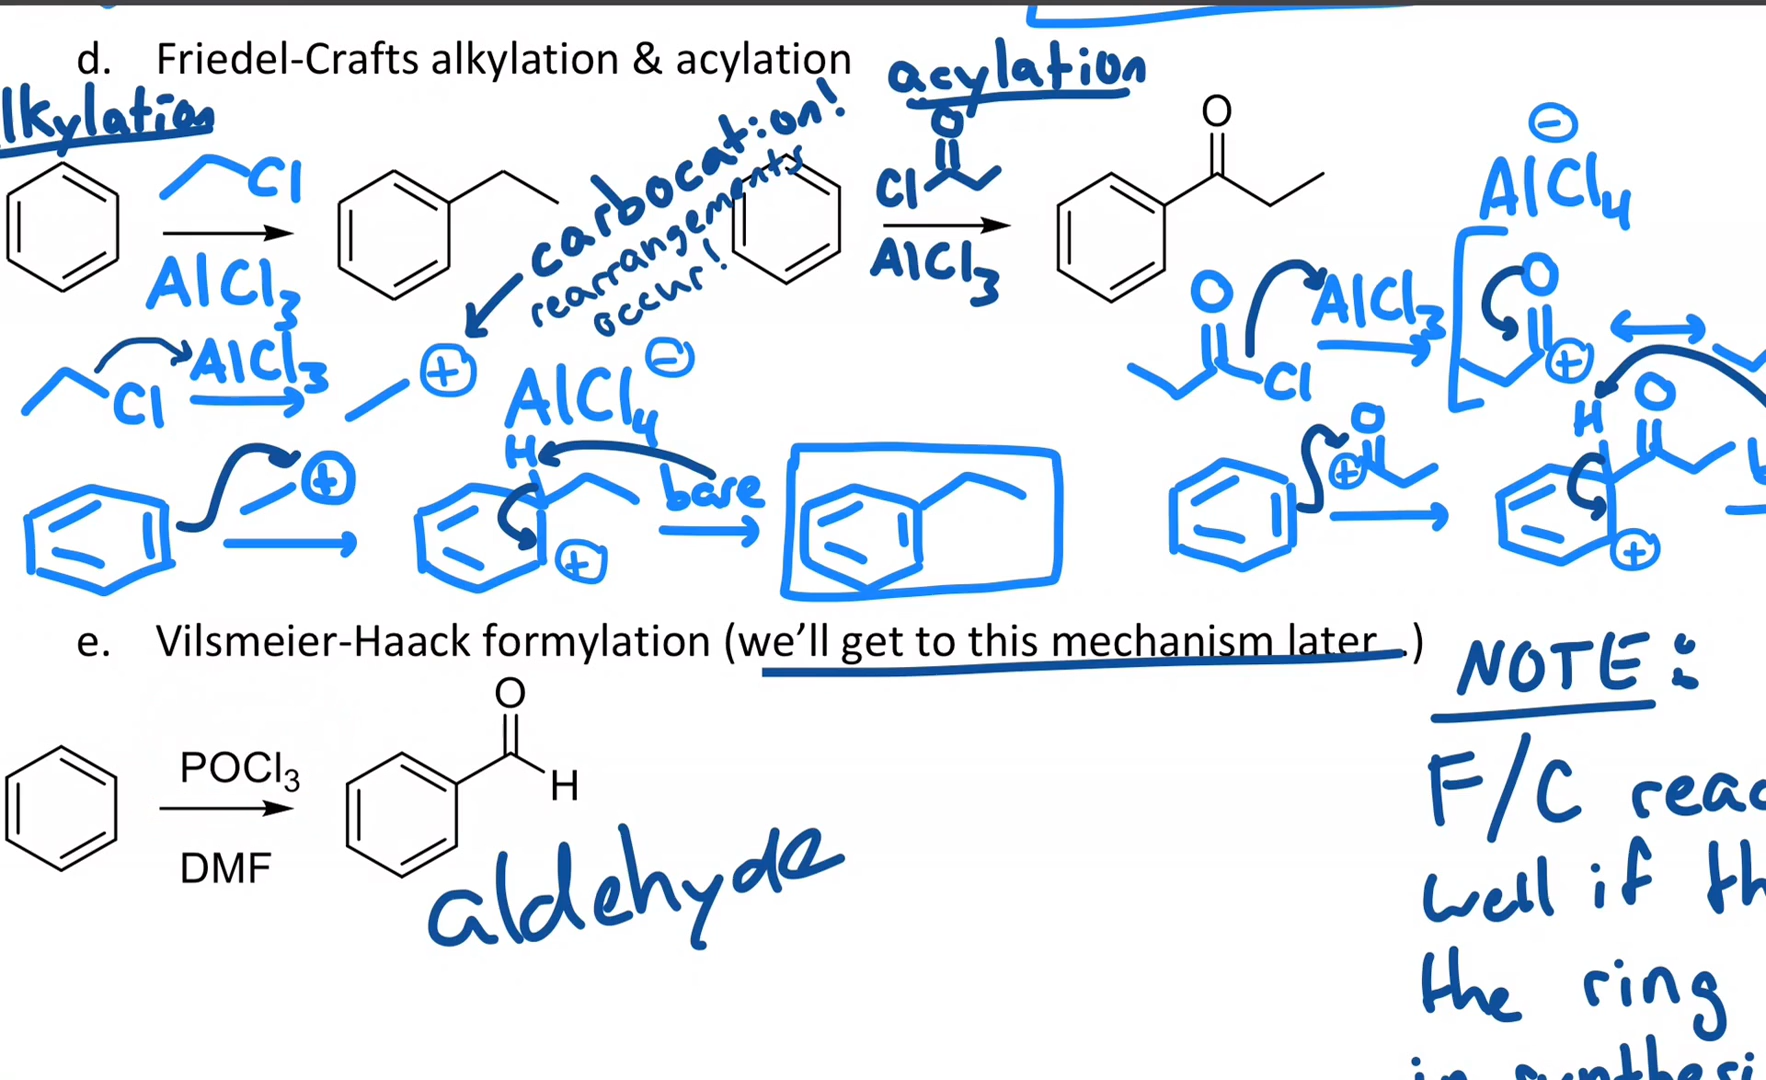 d. Friedel-Crafts alkylation & acylation
lkylation
acylation
carbocation!
rearrangements
occur!
Cl
AlCl3
O
Cl
AlCl3
O
⊖
AlCl4
Cl
AlCl3
⊕
AlCl4
⊖
O
Cl
AlCl3
O
⊕
⊕
H
⊕
base
O
⊕
H
O
⊕
e. Vilsmeier-Haack formylation (we'll get to this mechanism later...)
POCl3
DMF
O
H
aldehyde
NOTE:
F/C reac
well if th
the ring
in synthesi